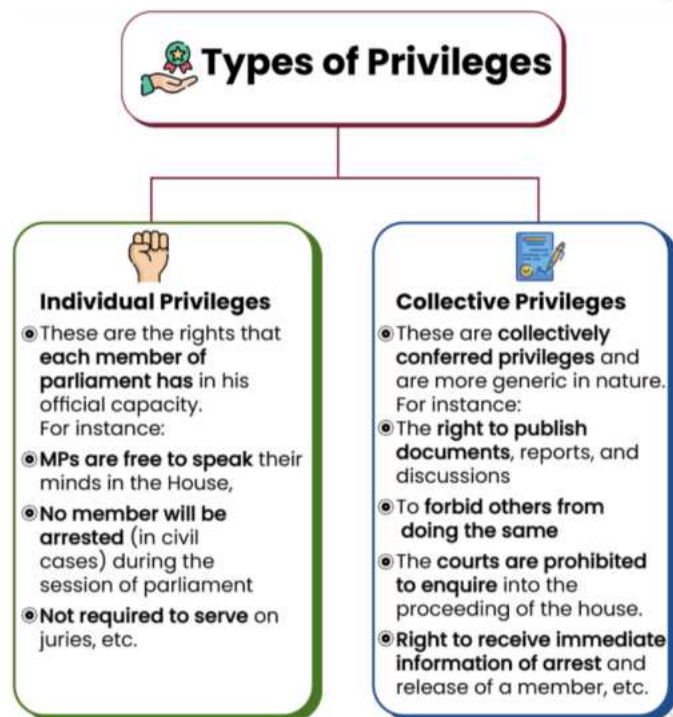 Types of Privileges
Individual Privileges
These are the rights that
each member of
parliament has in his
official capacity.
For instance:
MPs are free to speak their
minds in the House,
No member will be
arrested (in civil
cases) during the
session of parliament
Not required to serve on
juries, etc.
Collective Privileges
These are collectively
conferred privileges and
are more generic in nature.
For instance:
The right to publish
documents, reports, and
discussions
To forbid others from
doing the same
The courts are prohibited
to enquire into the
proceeding of the house.
Right to receive immediate
information of arrest and
release of a member, etc.